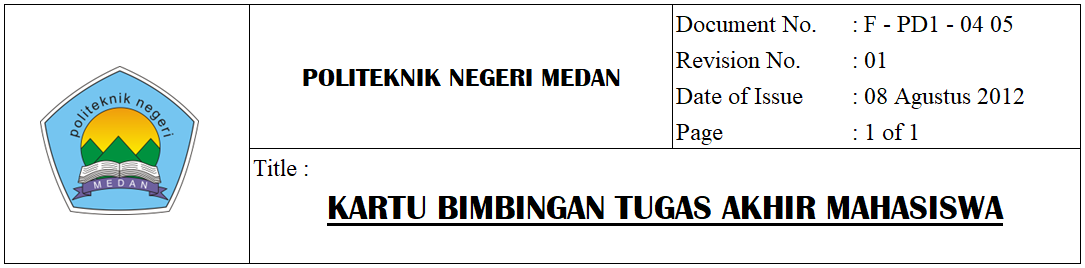 politeknik negeri
MEDAN
POLITEKNIK NEGERI MEDAN
Document No. : F - PD1 - 04 05
Revision No. : 01
Date of Issue : 08 Agustus 2012
Page : 1 of 1
Title :
KARTU BIMBINGAN TUGAS AKHIR MAHASISWA